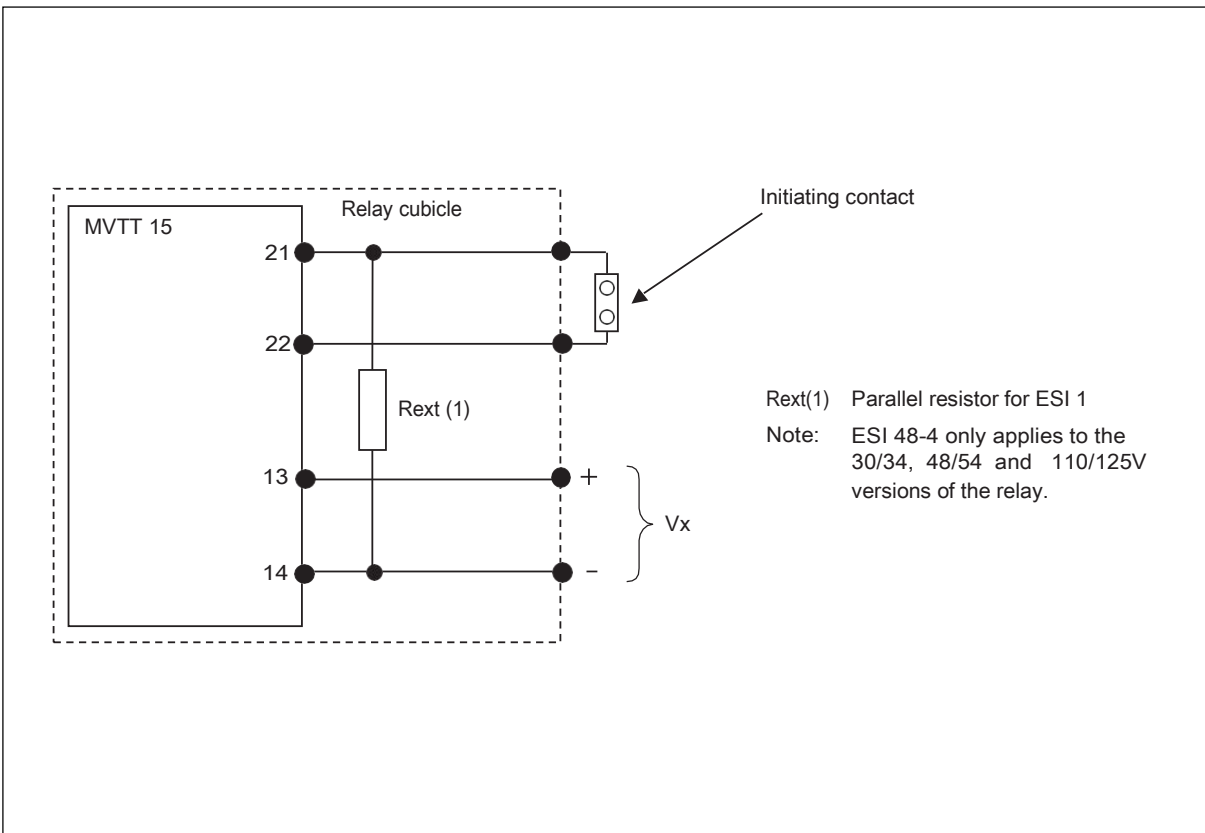 Relay cubicle
MVTT 15
Initiating contact
21
22
Rext (1)
13
+
Vx
14
-
Rext(1) Parallel resistor for ESI 1
Note: ESI 48-4 only applies to the
30/34, 48/54 and 110/125V
versions of the relay.